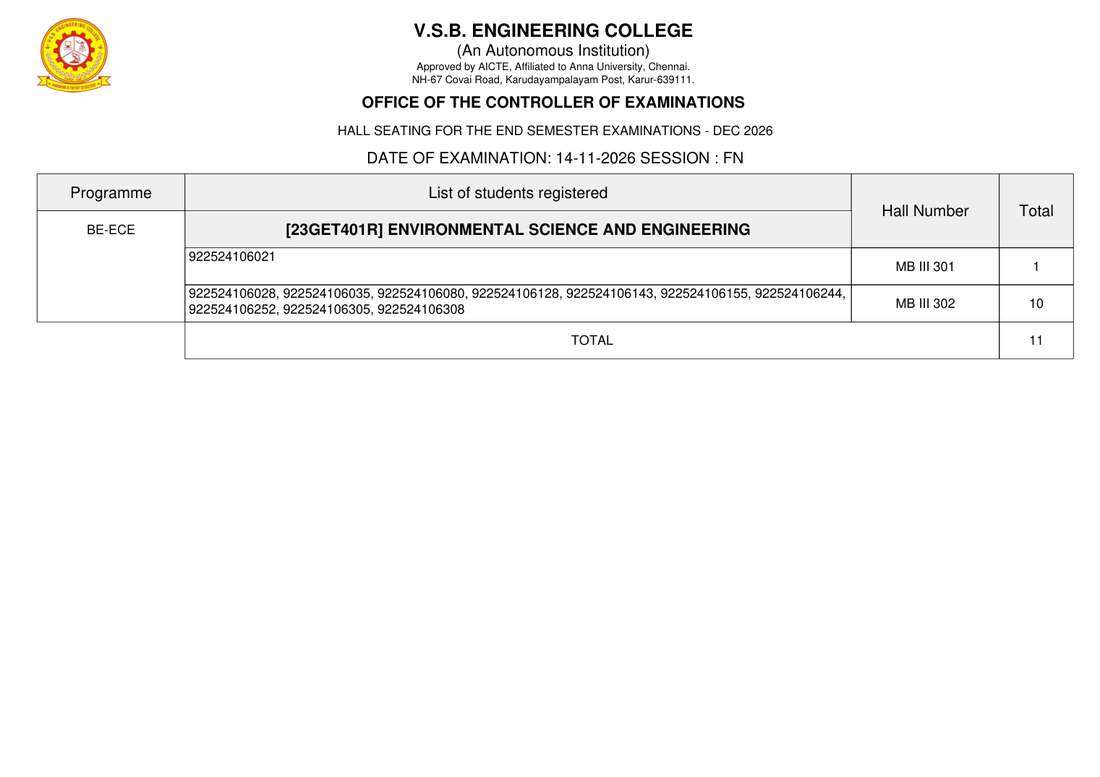 V.S.B. ENGINEERING COLLEGE
(An Autonomous Institution)
Approved by AICTE, Affiliated to Anna University, Chennai.
NH-67 Covai Road, Karudayampalayam Post, Karur-639111.
OFFICE OF THE CONTROLLER OF EXAMINATIONS
HALL SEATING FOR THE END SEMESTER EXAMINATIONS - DEC 2026
DATE OF EXAMINATION: 14-11-2026 SESSION : FN
Programme List of students registered Hall Number Total
BE-ECE [23GET401R] ENVIRONMENTAL SCIENCE AND ENGINEERING
922524106021 MB III 301 1
922524106028, 922524106035, 922524106080, 922524106128, 922524106143, 922524106155, 922524106244,
922524106252, 922524106305, 922524106308 MB III 302 10
TOTAL 11